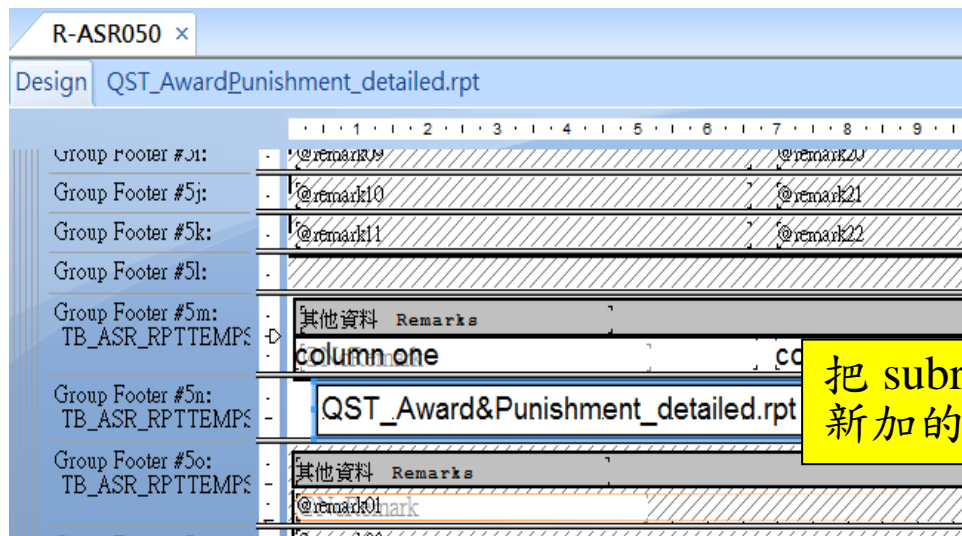 R-ASR050 ×
Design QST_AwardPunishment_detailed.rpt
1 2 3 4 5 6 7 8 9
Group Footer #5i: @remark09 @remark20
Group Footer #5j: @remark10 @remark21
Group Footer #5k: @remark11 @remark22
Group Footer #5l:
Group Footer #5m: 其他資料 Remarks
TB_ASR_RPTTEMPS
column one
把
新加的
Group Footer #5n:
TB_ASR_RPTTEMPS
QST_Award&Punishment_detailed.rpt
Group Footer #5o: 其他資料 Remarks
TB_ASR_RPTTEMPS
@remark01